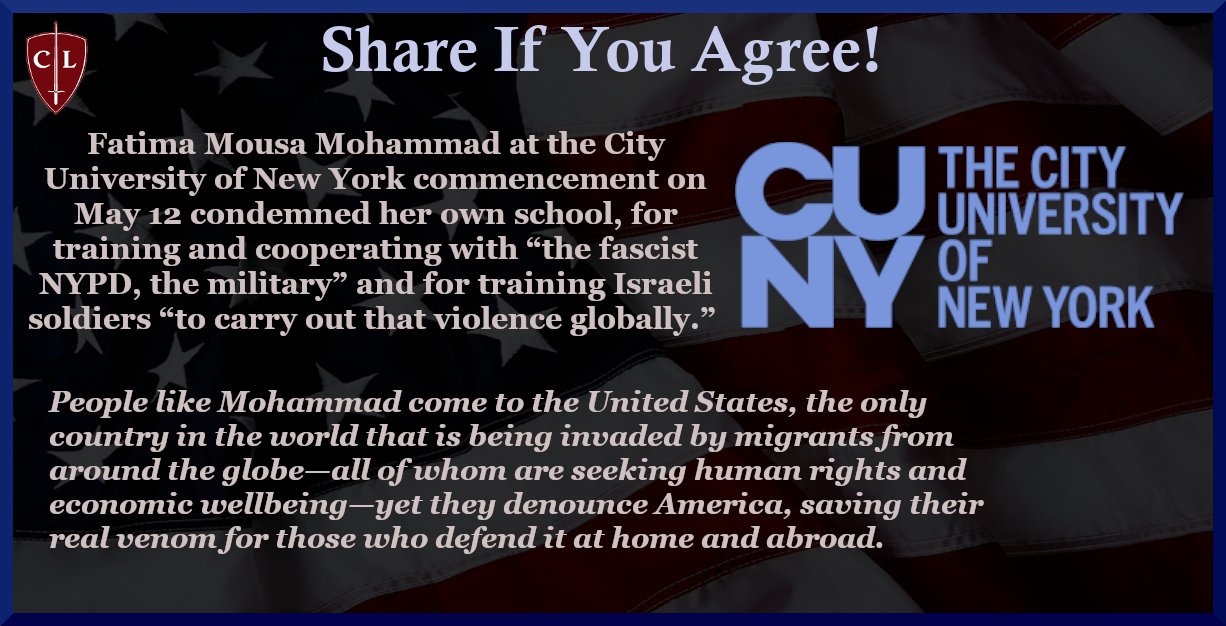 C L
Share If You Agree!
Fatima Mousa Mohammad at the City
University of New York commencement on
May 12 condemned her own school, for
training and cooperating with “the fascist
NYPD, the military” and for training Israeli
soldiers “to carry out that violence globally.”
CU
NY
THE CITY
UNIVERSITY
OF
NEW YORK
People like Mohammad come to the United States, the only
country in the world that is being invaded by migrants from
around the globe—all of whom are seeking human rights and
economic wellbeing—yet they denounce America, saving their
real venom for those who defend it at home and abroad.